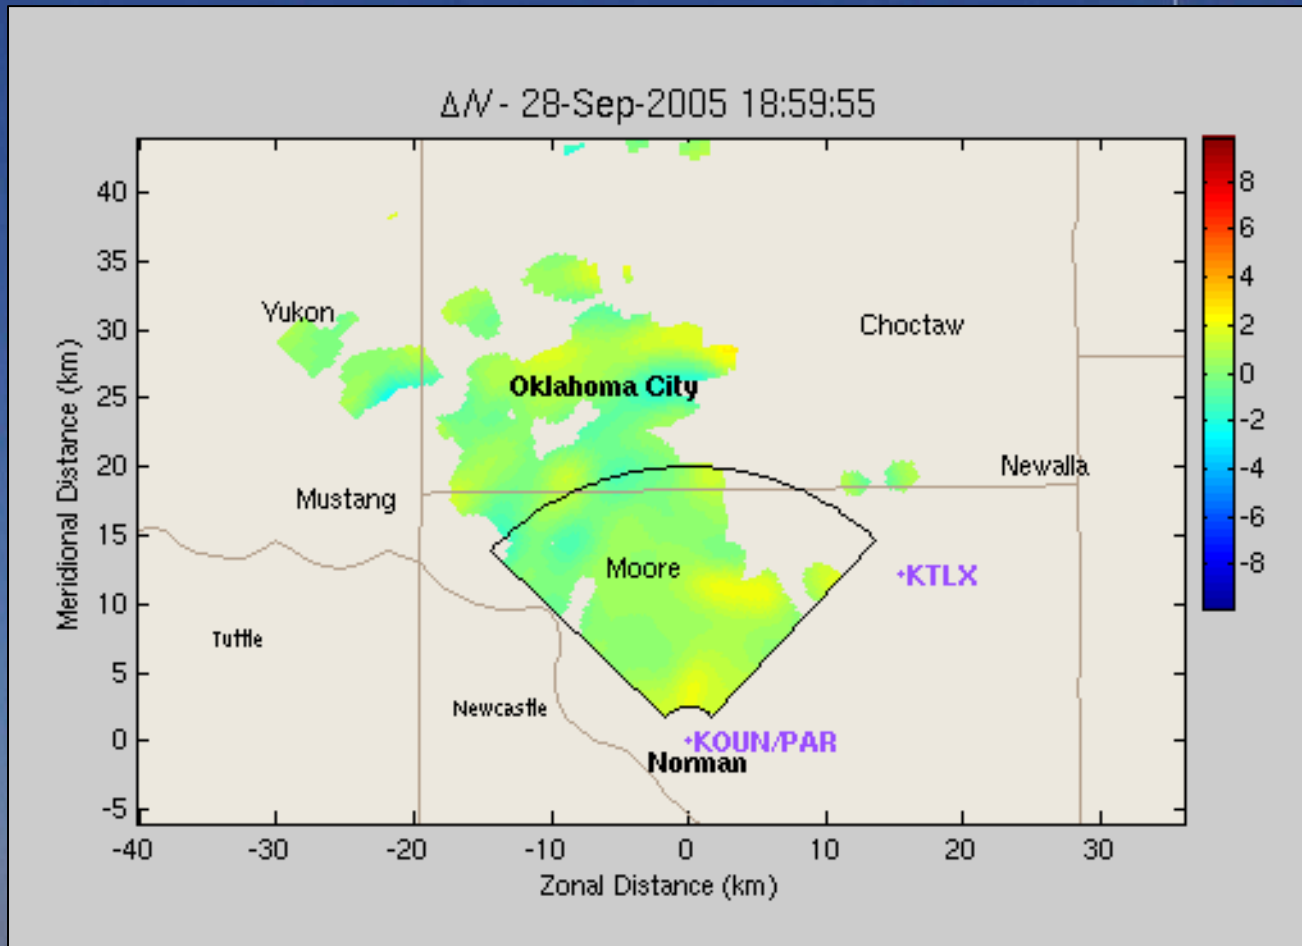 ΔN - 28-Sep-2005 18:59:55
40
35
30
25
20
15
10
5
0
-5
Meridional Distance (km)
-40
-30
-20
-10
0
10
20
30
Zonal Distance (km)
Yukon
Choctaw
Oklahoma City
Newalla
Mustang
Moore
KTLX
Tuttle
Newcastle
KOUN/PAR
Norman
8
6
4
2
0
-2
-4
-6
-8